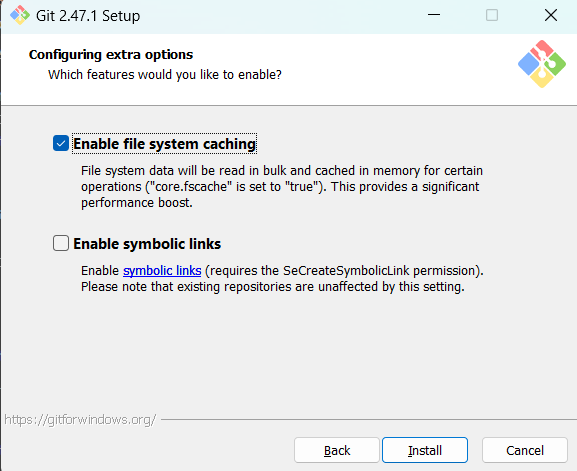 Git 2.47.1 Setup
Configuring extra options
Which features would you like to enable?
Enable file system caching
File system data will be read in bulk and cached in memory for certain
operations ("core.fscache" is set to "true"). This provides a significant
performance boost.
Enable symbolic links
Enable symbolic links (requires the SeCreateSymbolicLink permission).
Please note that existing repositories are unaffected by this setting.
https://gitforwindows.org/
Back
Install
Cancel